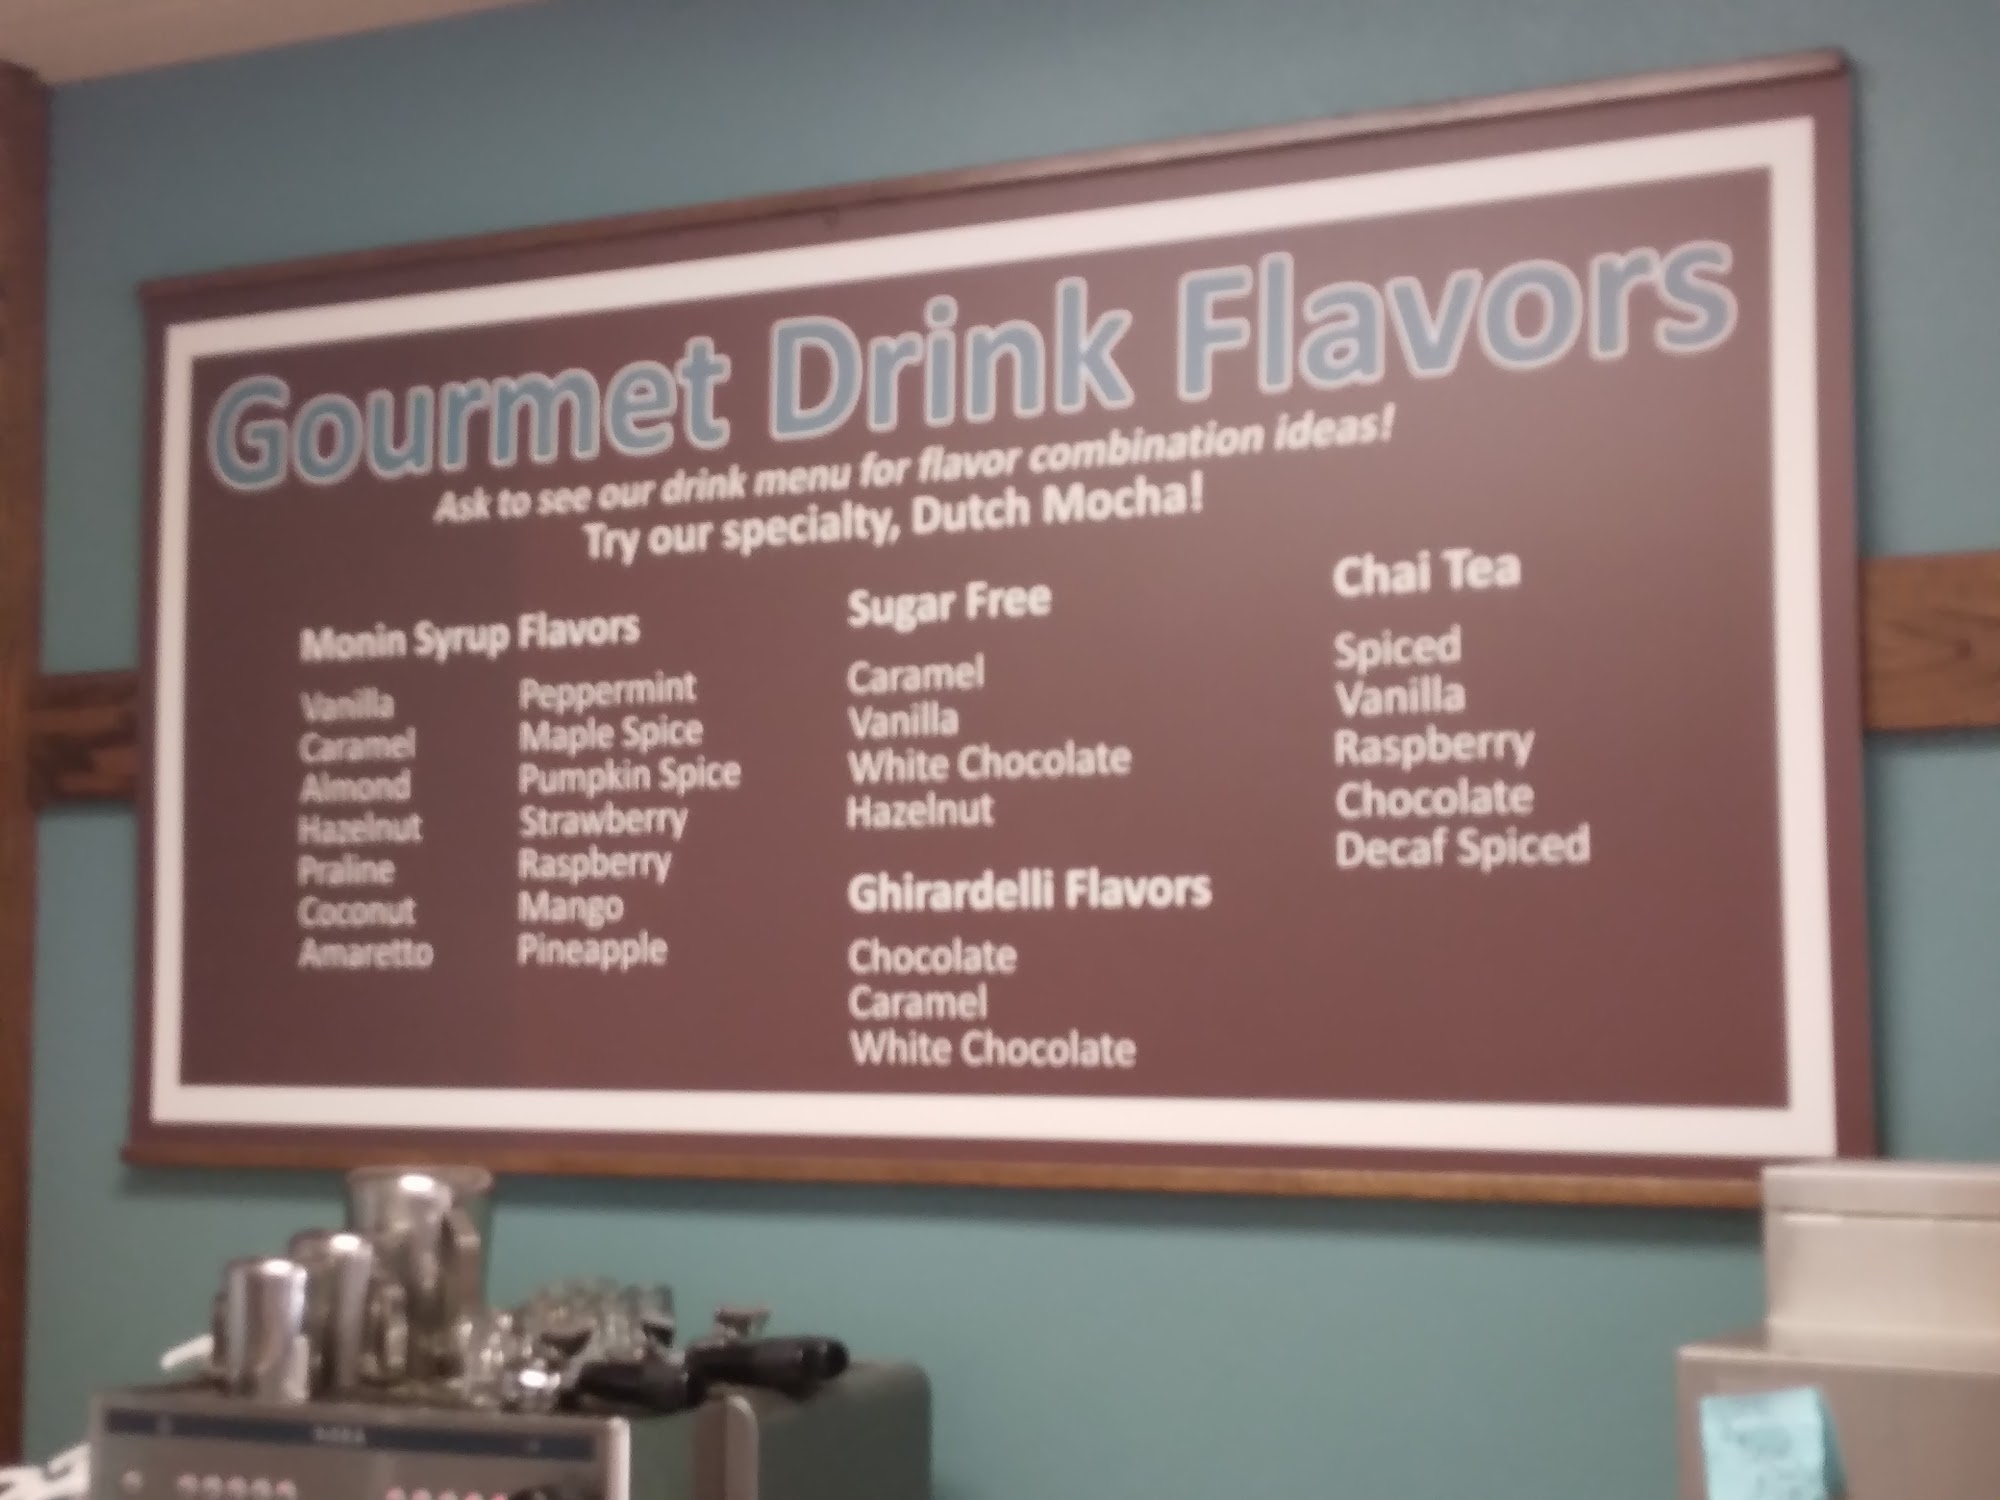 Gourmet Drink Flavors
Ask to see our drink menu for flavor combination ideas!
Try our specialty, Dutch Mocha!
Monin Syrup Flavors
Vanilla
Caramel
Almond
Hazelnut
Praline
Coconut
Amaretto
Peppermint
Maple Spice
Pumpkin Spice
Strawberry
Raspberry
Mango
Pineapple
Sugar Free
Caramel
Vanilla
White Chocolate
Hazelnut
Ghirardelli Flavors
Chocolate
Caramel
White Chocolate
Chai Tea
Spiced
Vanilla
Raspberry
Chocolate
Decaf Spiced